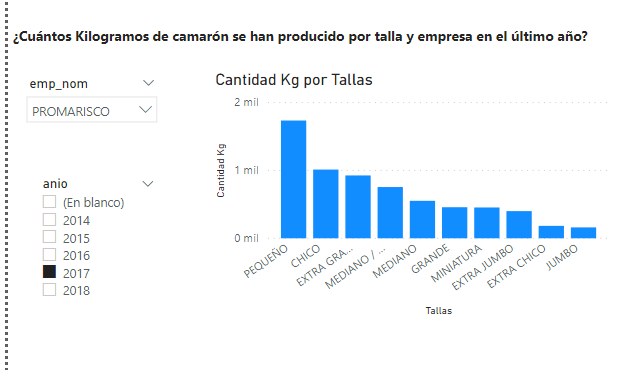 ¿Cuántos Kilogramos de camarón se han producido por talla y empresa en el último año?
emp_nom
PROMARISCO
anio
(En blanco)
2014
2015
2016
2017
2018
Cantidad Kg por Tallas
Cantidad Kg
2 mil
1 mil
0 mil
PEQUEÑO
CHICO
EXTRA GRA...
MEDIANO / ...
MEDIANO
GRANDE
MINIATURA
EXTRA JUMBO
EXTRA CHICO
JUMBO
Tallas